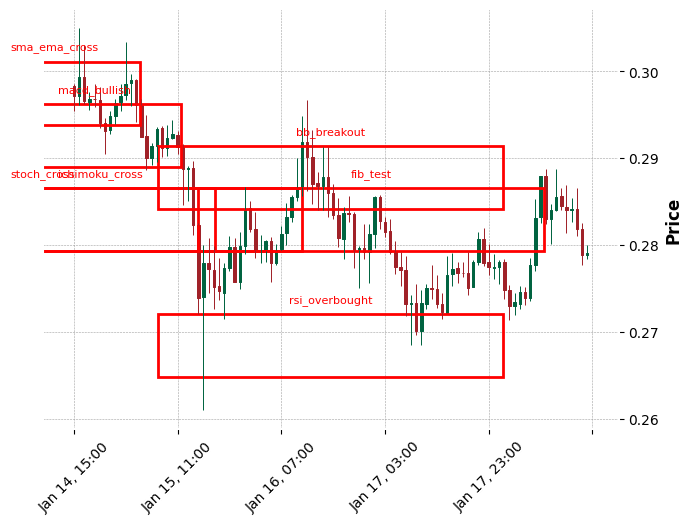 sma_ema_cross
macd_bullish
bb_breakout
stoch_cross
ichimoku_cross
fib_test
rsi_overbought
0.30
0.29
0.28
0.27
0.26
Price
Jan 14, 15:00
Jan 15, 11:00
Jan 16, 07:00
Jan 17, 03:00
Jan 17, 23:00